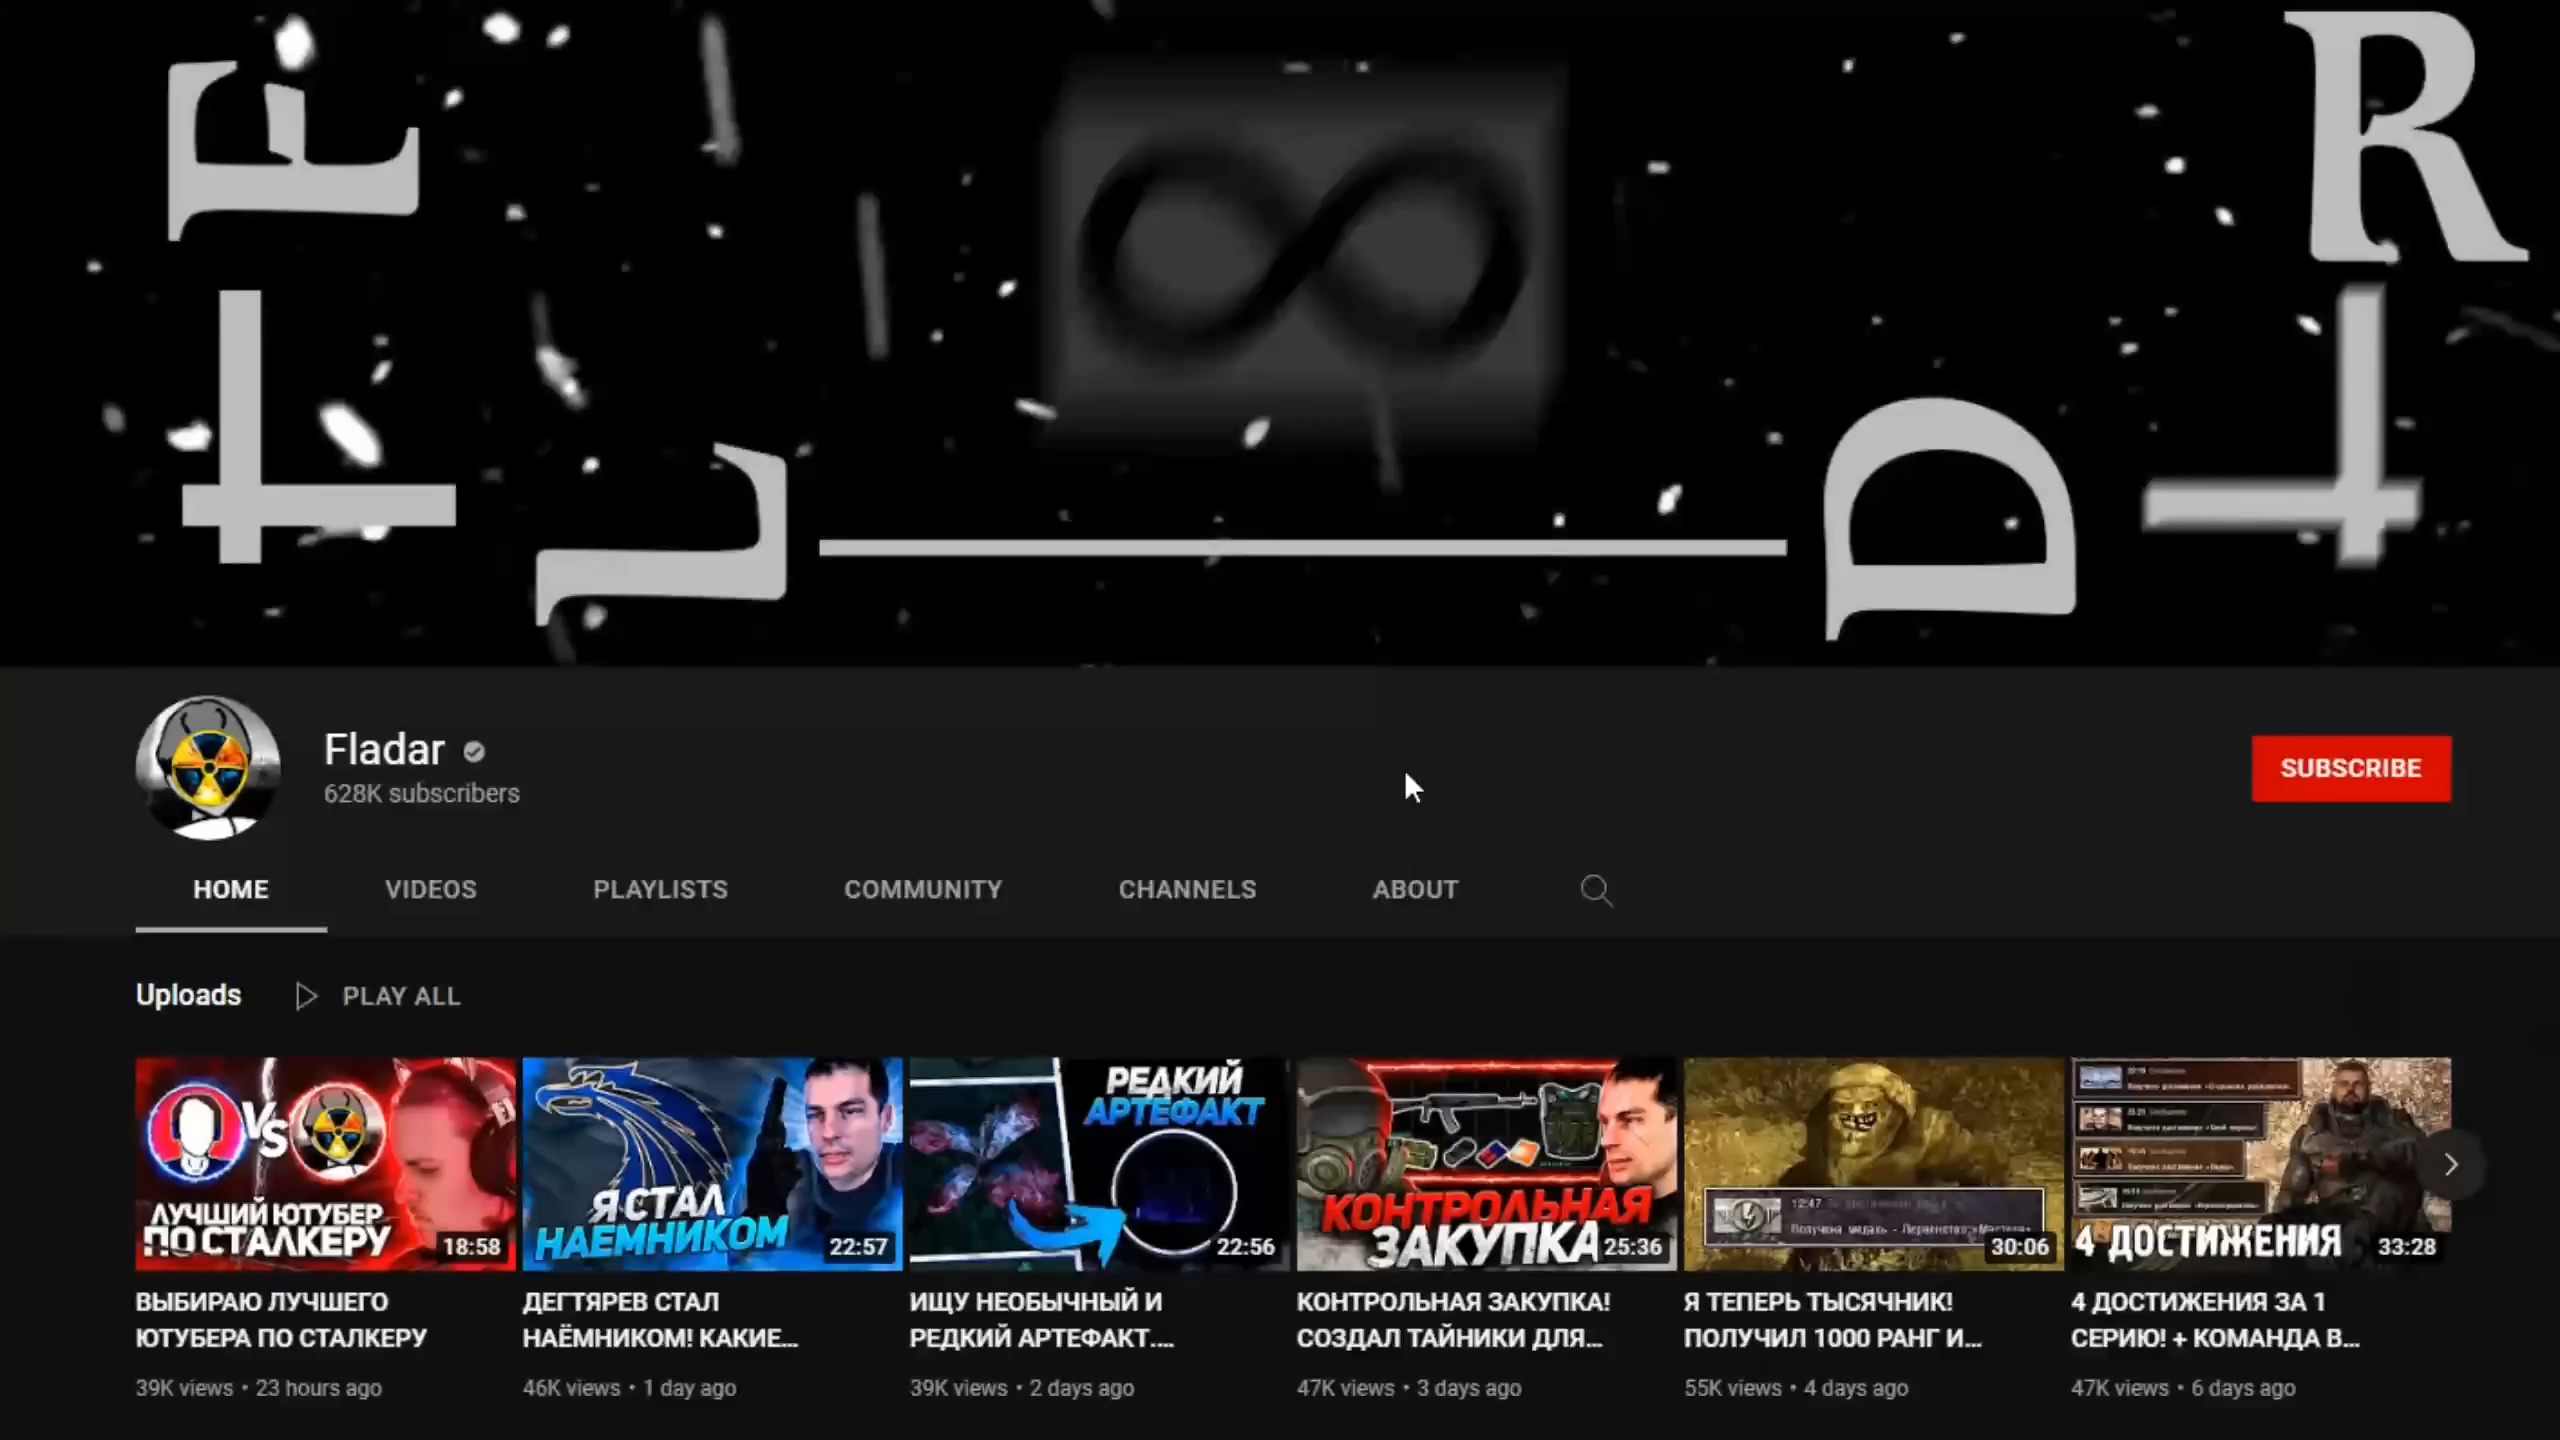 F
R
L
D
Fladar
628K subscribers
SUBSCRIBE
HOME
VIDEOS
PLAYLISTS
COMMUNITY
CHANNELS
ABOUT
Uploads
PLAY ALL
VS
ЛУЧШИЙ ЮТУБЕР
ПО СТАЛКЕРУ
18:58
Я СТАЛ
НАЕМНИКОМ
22:57
РЕДКИЙ
АРТЕФАКТ
22:56
КОНТРОЛЬНАЯ
ЗАКУПКА
25:36
12:47
Получена медаль -
30:06
4 ДОСТИЖЕНИЯ
33:28
ВЫБИРАЮ ЛУЧШЕГО
ЮТУБЕРА ПО СТАЛКЕРУ
39K views • 23 hours ago
ДЕГТЯРЕВ СТАЛ
НАЁМНИКОМ! КАКИЕ...
46K views • 1 day ago
ИЩУ НЕОБЫЧНЫЙ И
РЕДКИЙ АРТЕФАКТ....
39K views • 2 days ago
КОНТРОЛЬНАЯ ЗАКУПКА!
СОЗДАЛ ТАЙНИКИ ДЛЯ...
47K views • 3 days ago
Я ТЕПЕРЬ ТЫСЯЧНИК!
ПОЛУЧИЛ 1000 РАНГ И...
55K views • 4 days ago
4 ДОСТИЖЕНИЯ ЗА 1
СЕРИЮ! + КОМАНДА В...
47K views • 6 days ago